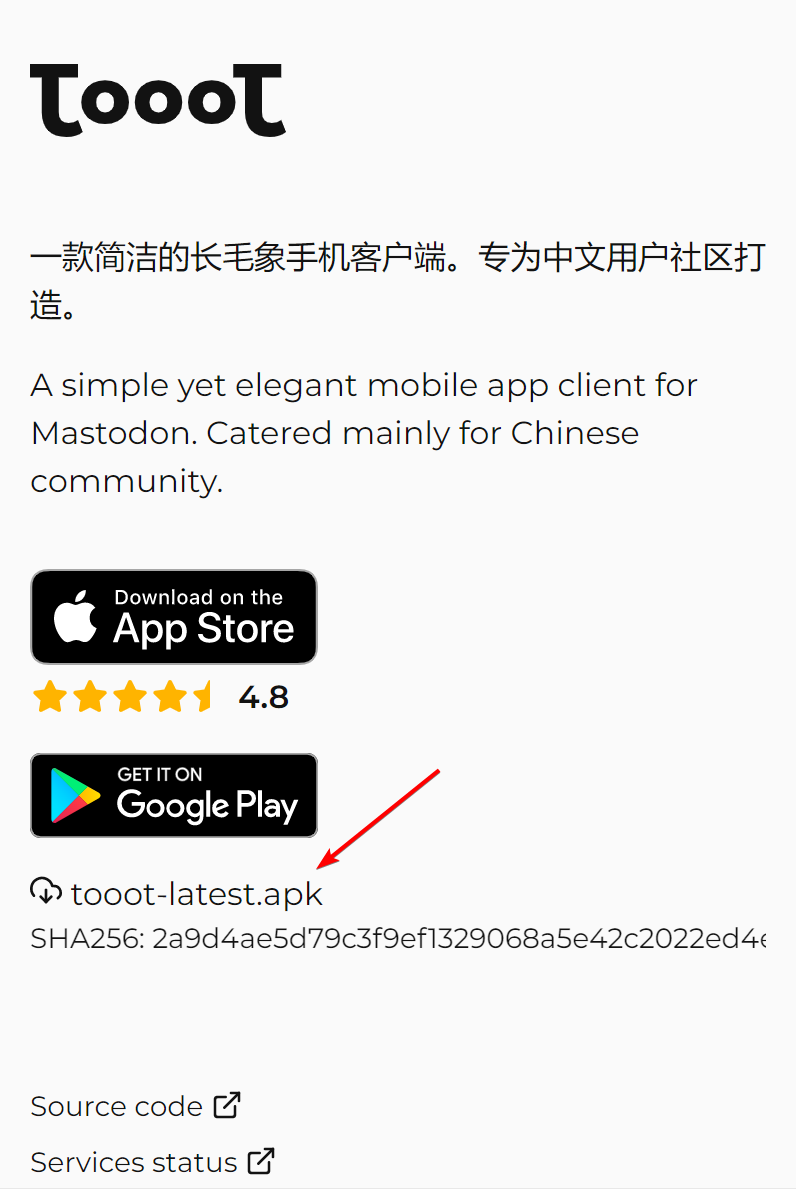 tooot
一款简洁的长毛象手机客户端。专为中文用户社区打
造。
A simple yet elegant mobile app client for
Mastodon. Catered mainly for Chinese
community.
Download on the
App Store
4.8
GET IT ON
Google Play
tooot-latest.apk
SHA256: 2a9d4ae5d79c3f9ef1329068a5e42c2022ed4e
Source code
Services status